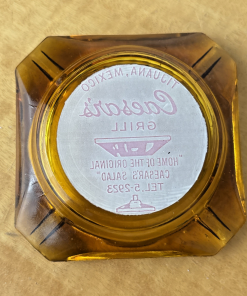 TIJUANA, MEXICO
Caesar's
GRILL
"HOME OF THE ORIGINAL
CAESAR'S SALAD"
TEL. 5-2923